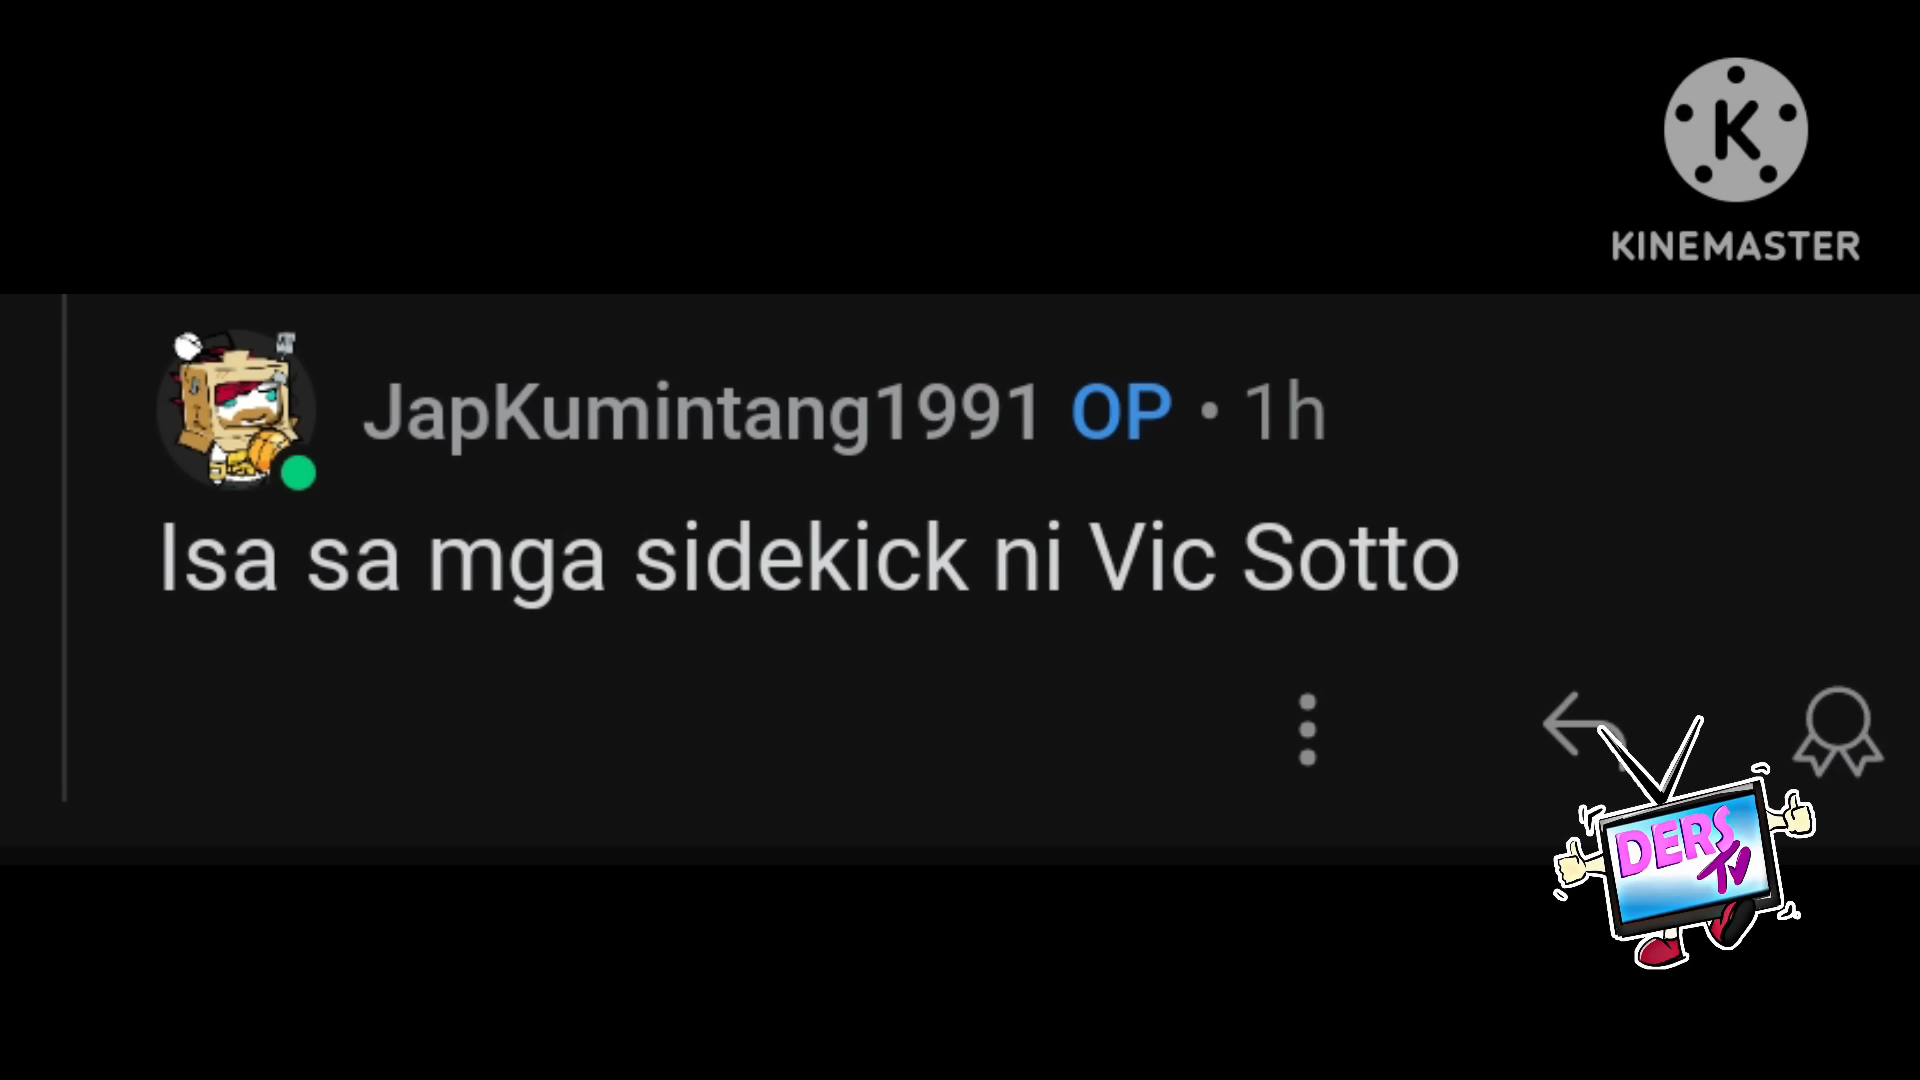 K
KINEMASTER
JapKumintang1991 OP • 1h
Isa sa mga sidekick ni Vic Sotto
DERS
TV